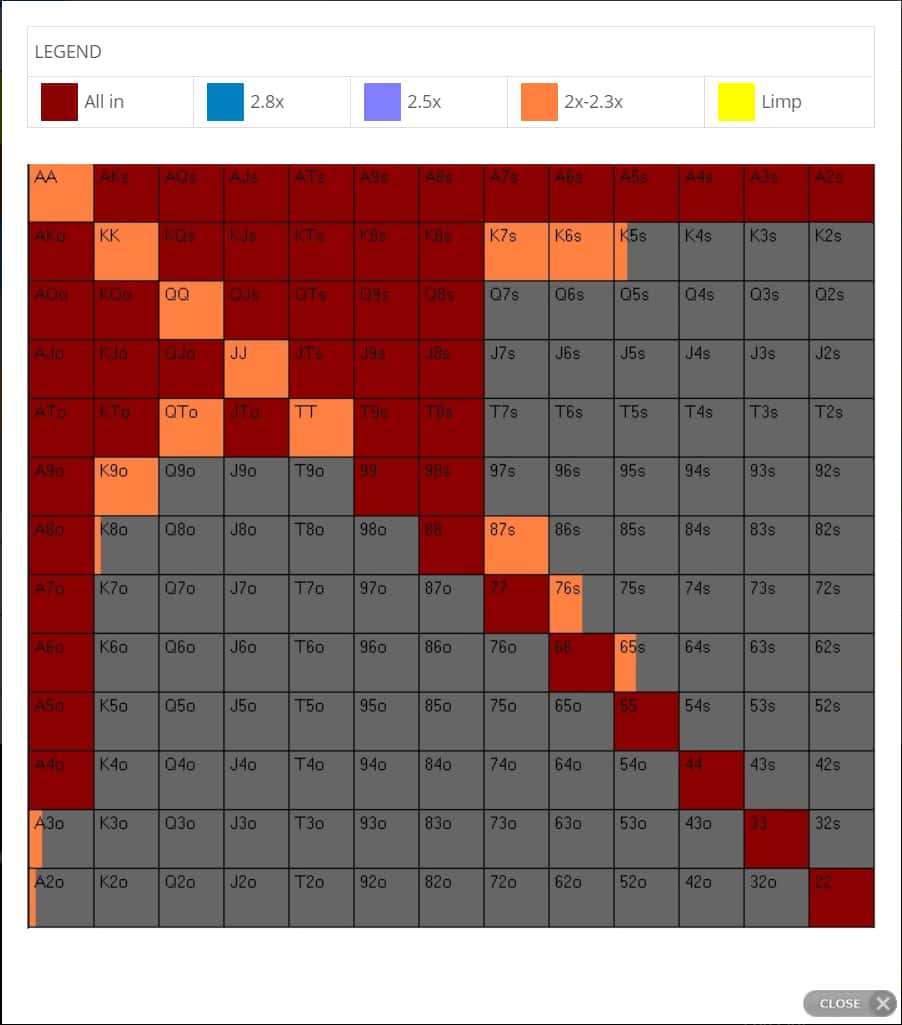 LEGEND
All in 2.8x 2.5x 2x-2.3x Limp
AA AKs AQs AJs ATs A9s A8s A7s A6s A5s A4s A3s A2s
AKo KK KQs KJs KTs K9s K8s K7s K6s K5s K4s K3s K2s
AQo KQo QQ QJs QTs Q9s Q8s Q7s Q6s Q5s Q4s Q3s Q2s
AJo KJo QJo JJ JTs J9s J8s J7s J6s J5s J4s J3s J2s
ATo KTo QTo JTo TT T9s T8s T7s T6s T5s T4s T3s T2s
A9o K9o Q9o J9o T9o 99 98s 97s 96s 95s 94s 93s 92s
A8o K8o Q8o J8o T8o 98o 88 87s 86s 85s 84s 83s 82s
A7o K7o Q7o J7o T7o 97o 87o 77 76s 75s 74s 73s 72s
A6o K6o Q6o J6o T6o 96o 86o 76o 66 65s 64s 63s 62s
A5o K5o Q5o J5o T5o 95o 85o 75o 65o 55 54s 53s 52s
A4o K4o Q4o J4o T4o 94o 84o 74o 64o 54o 44 43s 42s
A3o K3o Q3o J3o T3o 93o 83o 73o 63o 53o 43o 33 32s
A2o K2o Q2o J2o T2o 92o 82o 72o 62o 52o 42o 32o 22
CLOSE